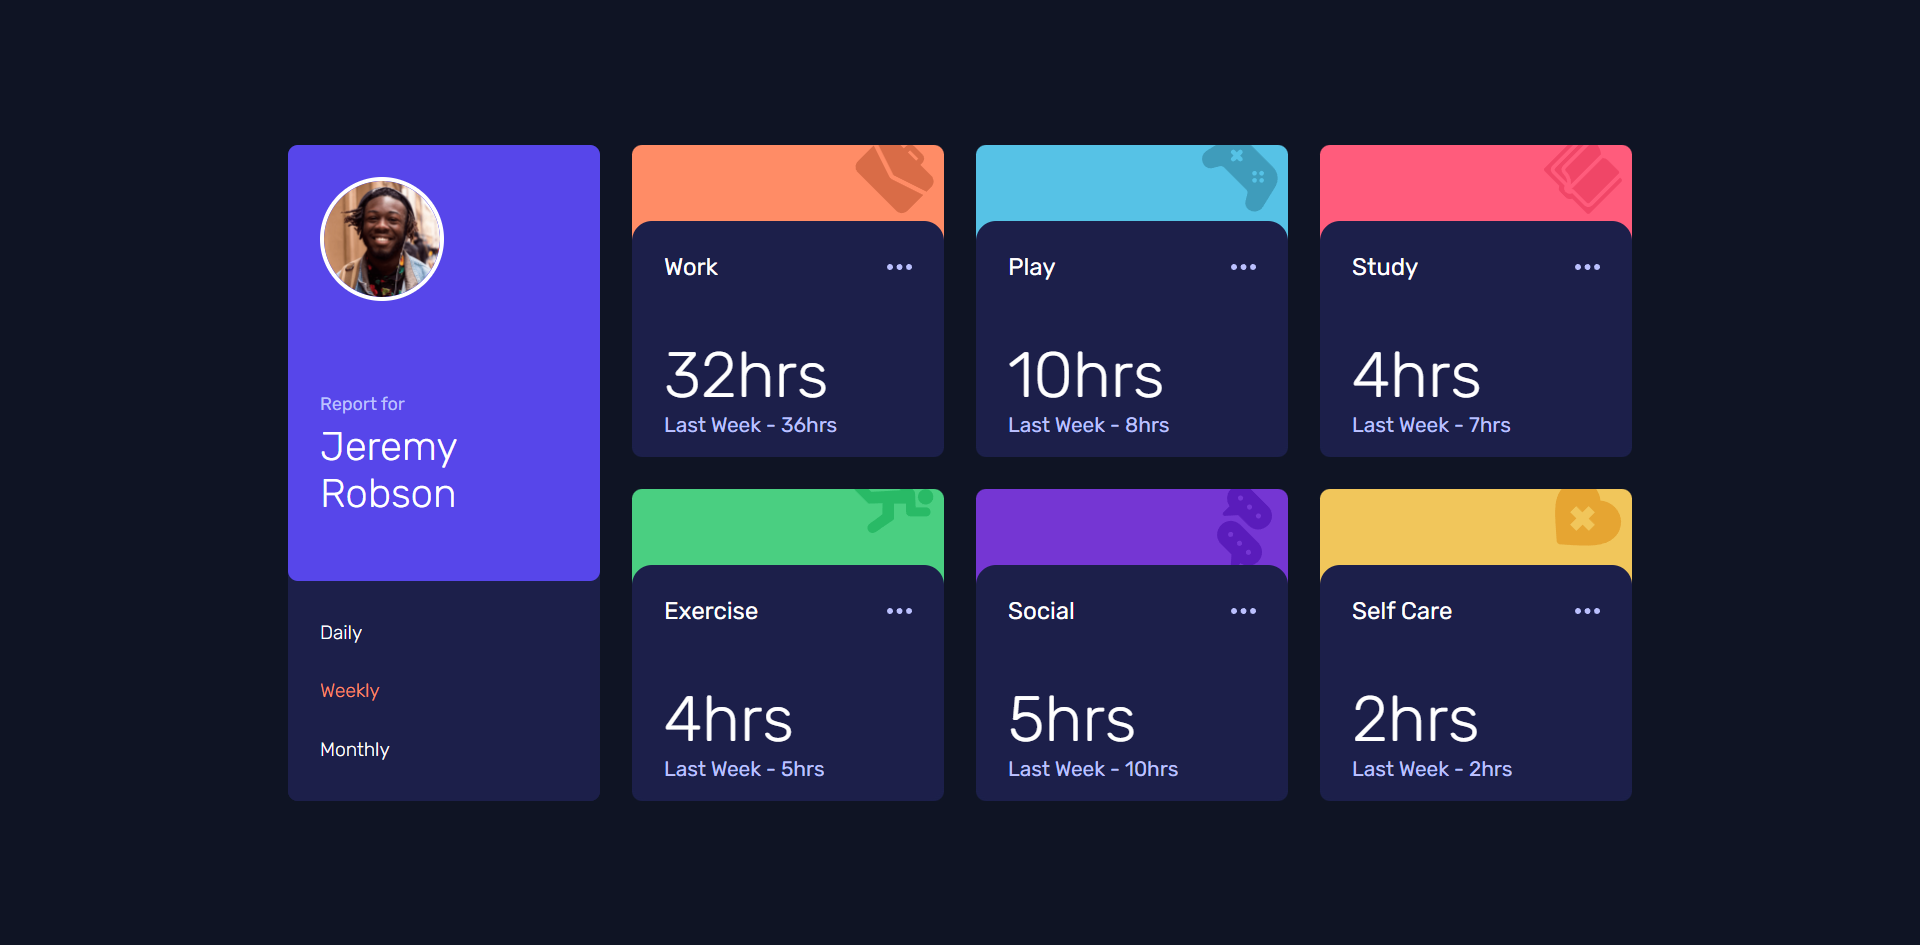 Report for
Jeremy
Robson
Daily
Weekly
Monthly
Work
32hrs
Last Week - 36hrs
Play
10hrs
Last Week - 8hrs
Study
4hrs
Last Week - 7hrs
Exercise
4hrs
Last Week - 5hrs
Social
5hrs
Last Week - 10hrs
Self Care
2hrs
Last Week - 2hrs